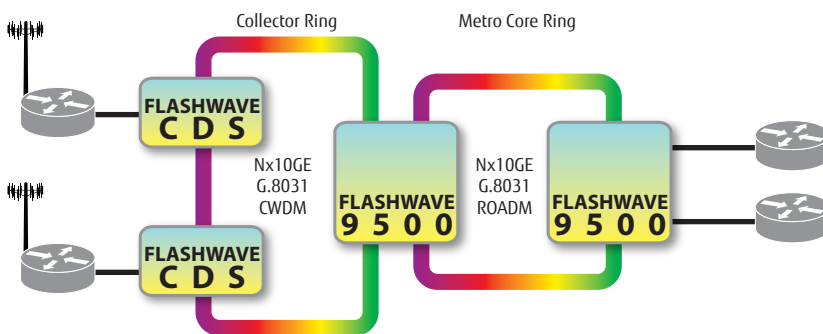 Collector Ring
Metro Core Ring
FLASHWAVE
C D S
Nx10GE
G.8031
CWDM
FLASHWAVE
9 5 0 0
Nx10GE
G.8031
ROADM
FLASHWAVE
9 5 0 0
FLASHWAVE
C D S